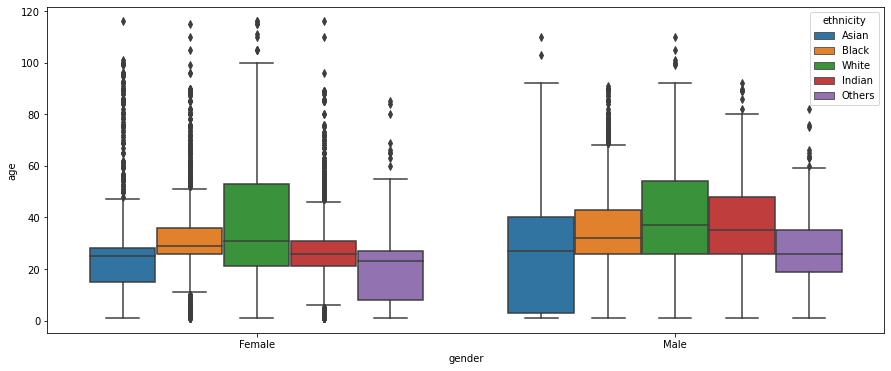 120
100
80
60
40
20
0
age
Female
Male
gender
ethnicity
Asian
Black
White
Indian
Others